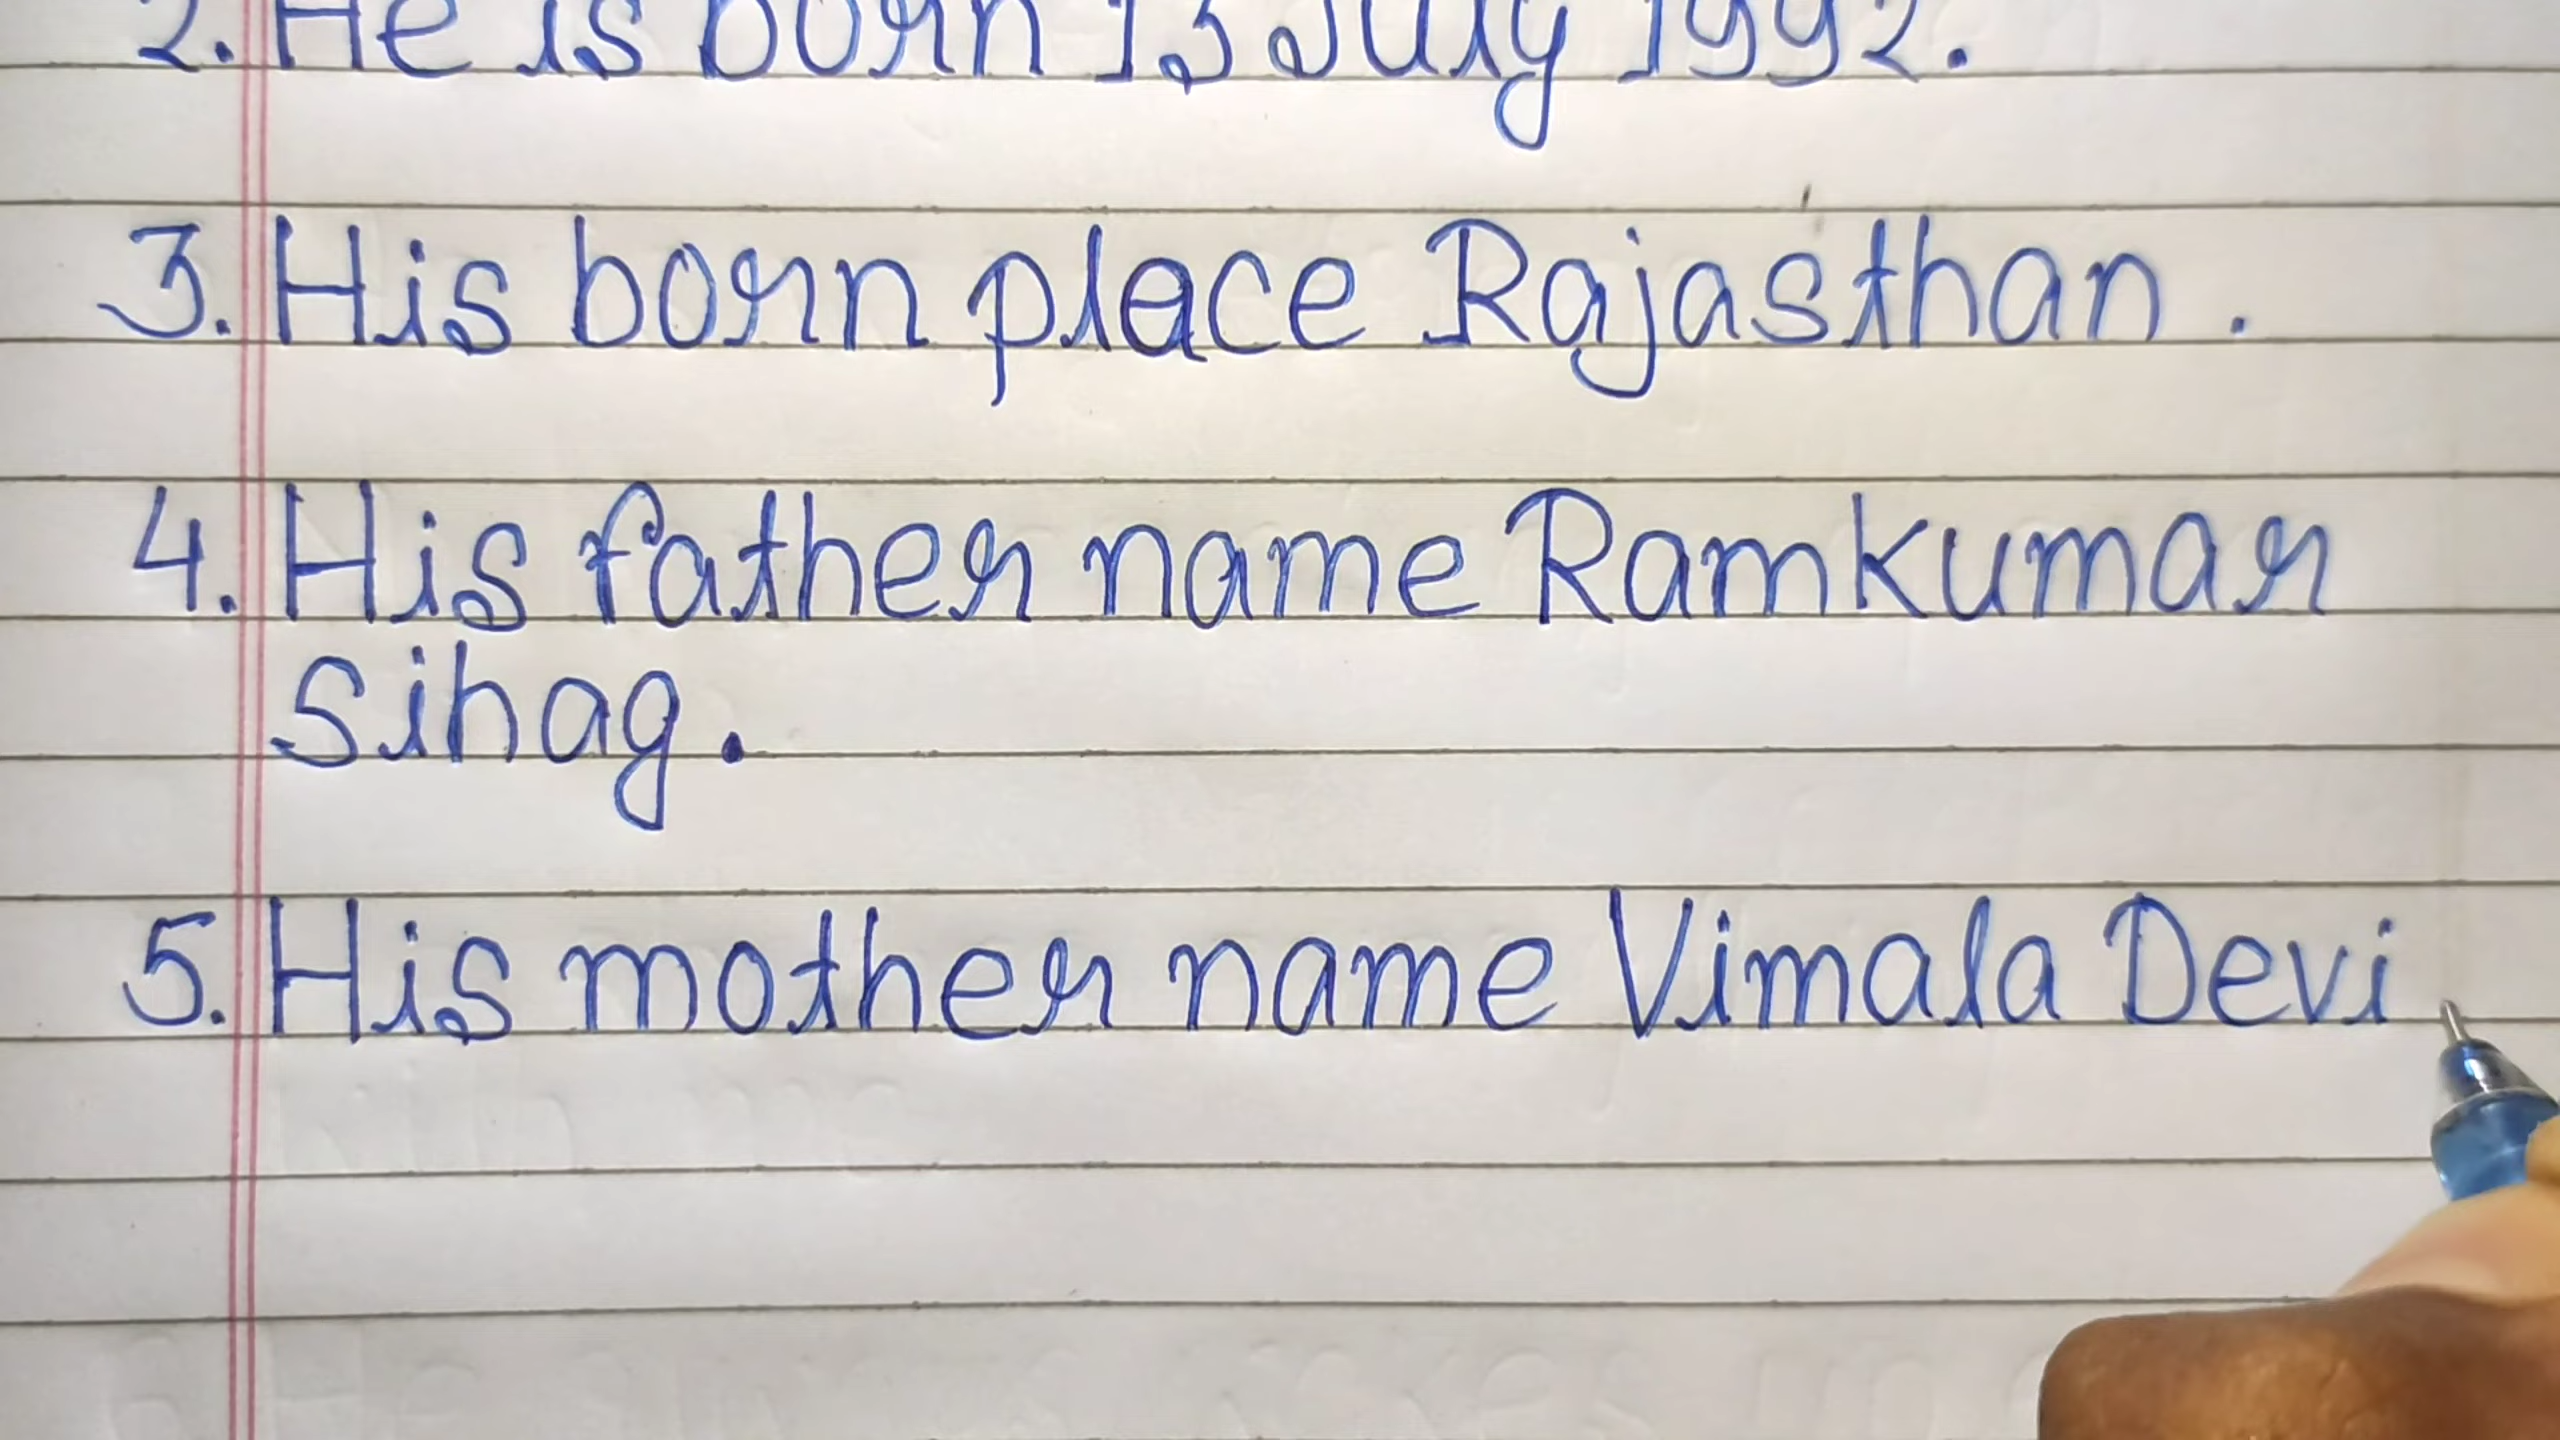 2. He is born 13 July 1992.
3. His born place Rajasthan.
4. His father name Ramkumar
Sihag.
5. His mother name Vimala Devi